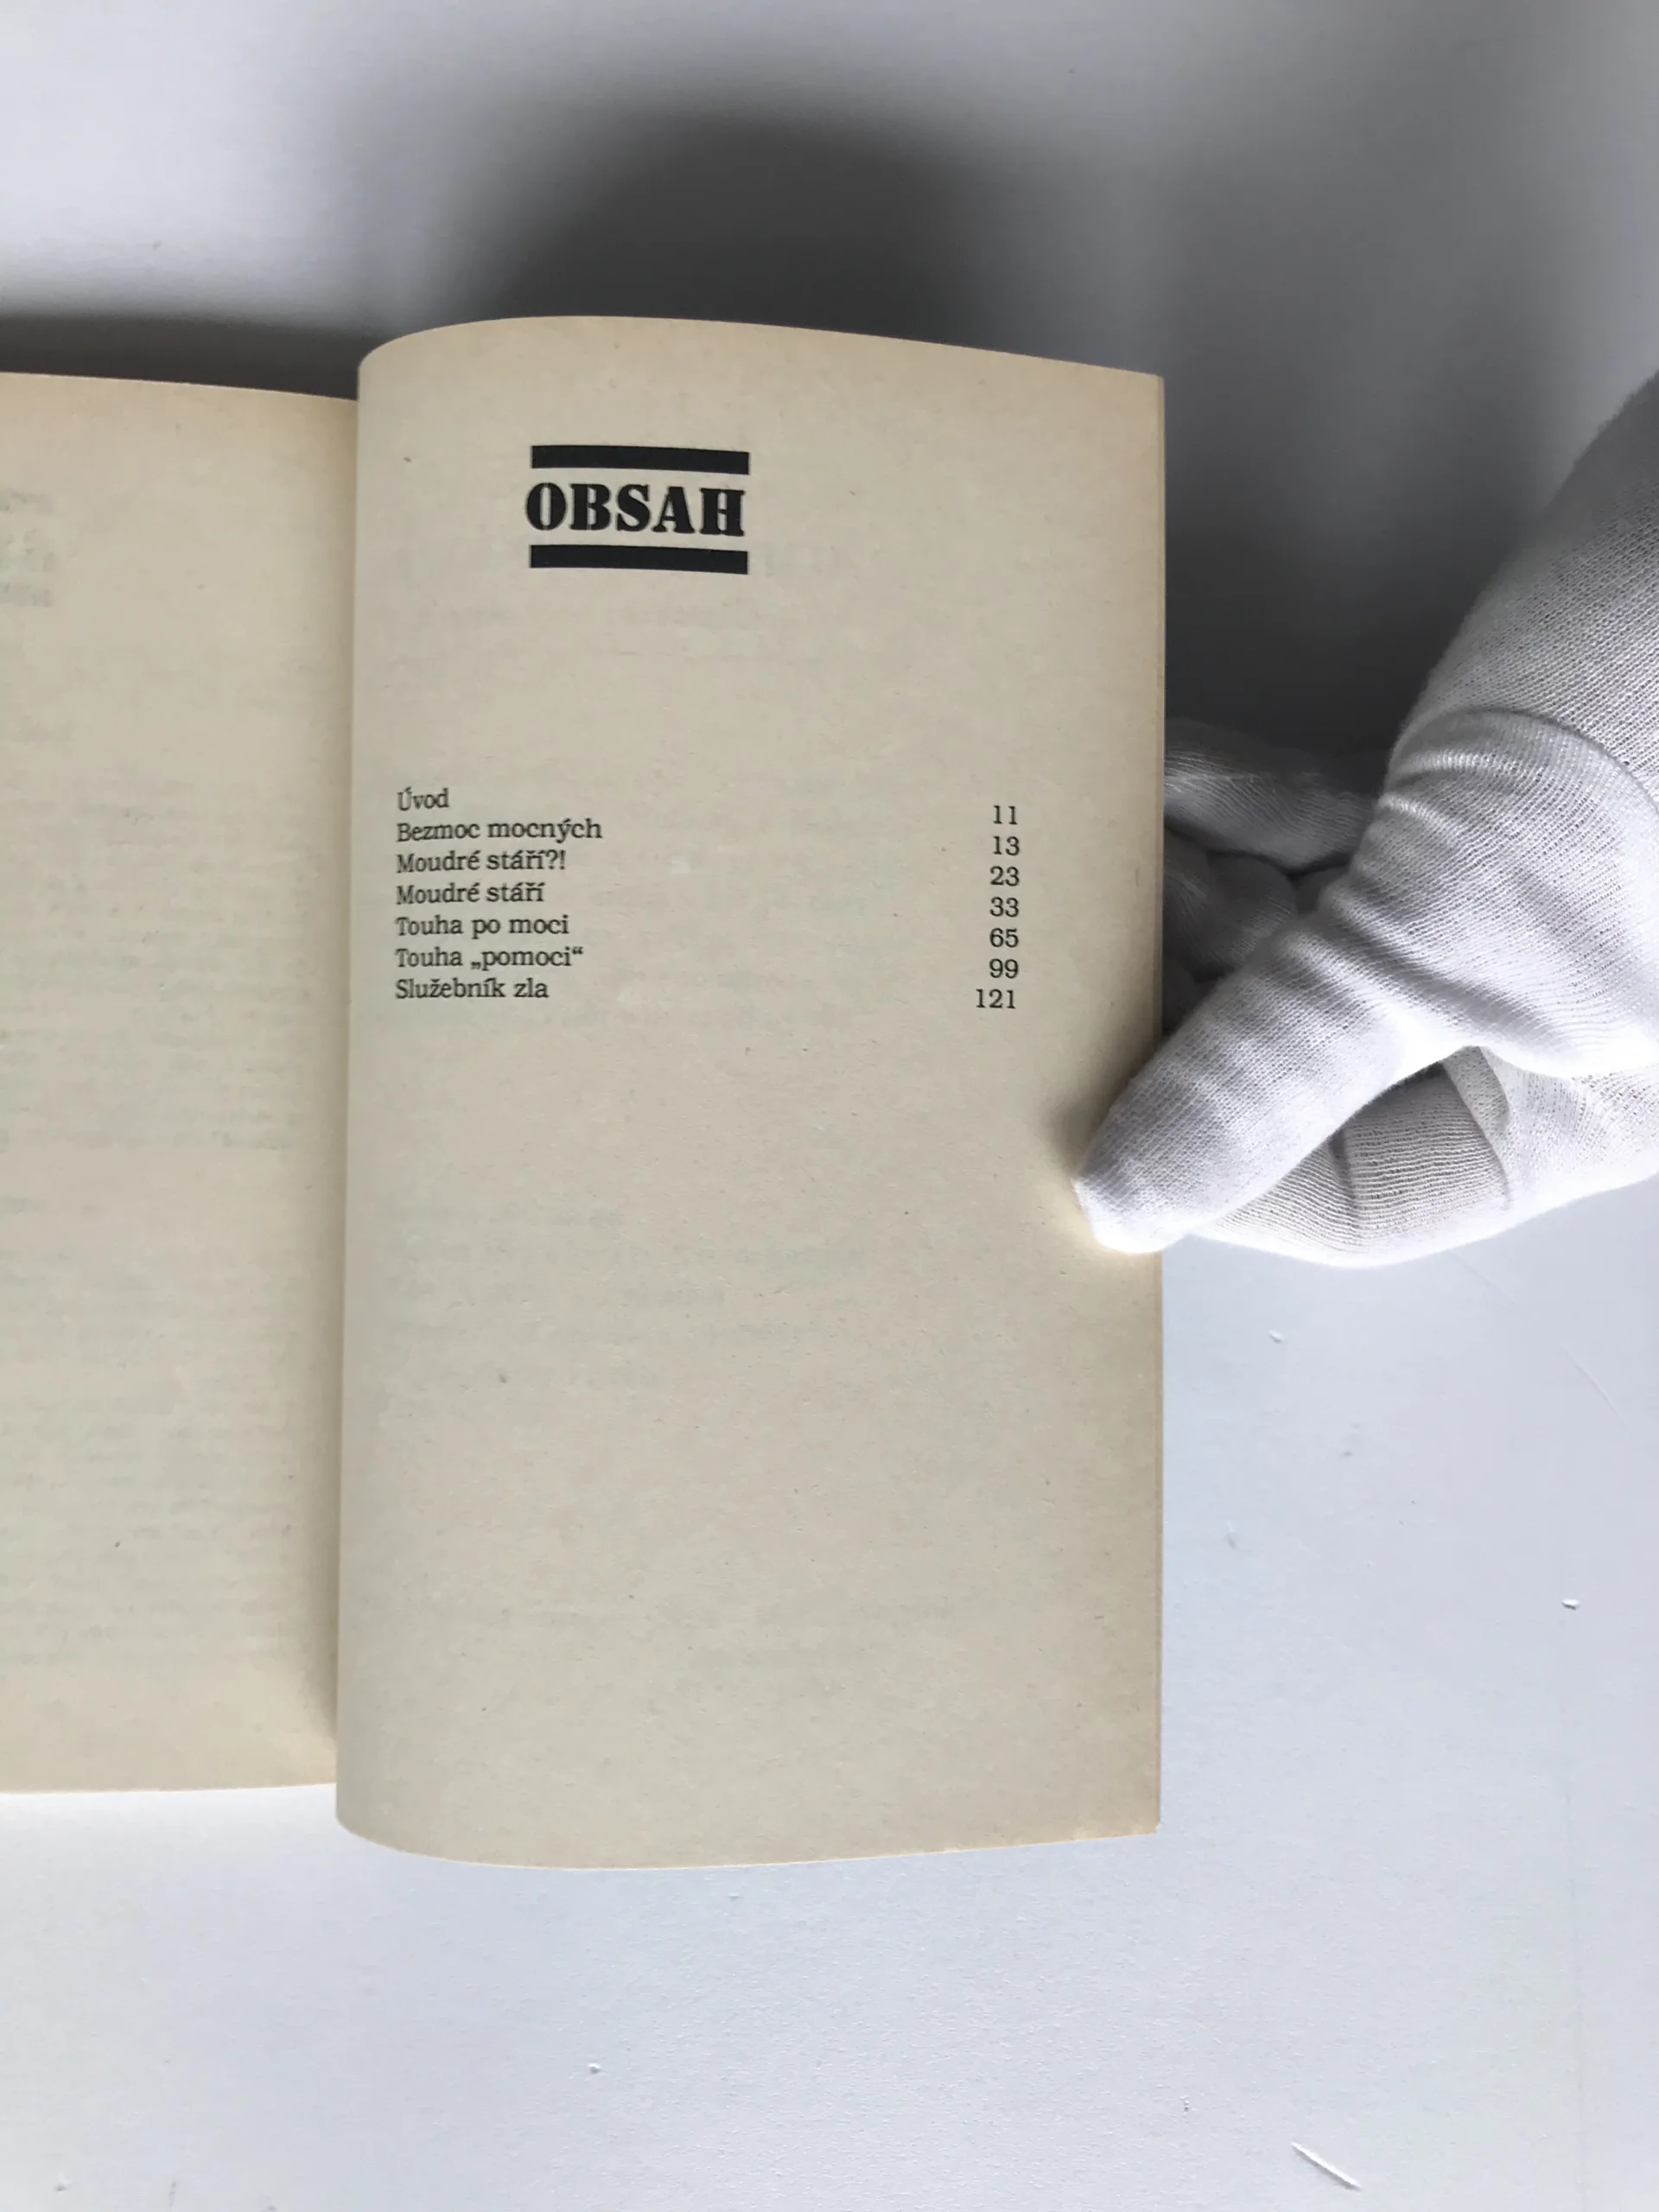 OBSAH
Úvod 11
Bezmoc mocných 13
Moudré stáří?! 23
Moudré stáří 33
Touha po moci 65
Touha „pomoci“ 99
Služebník zla 121